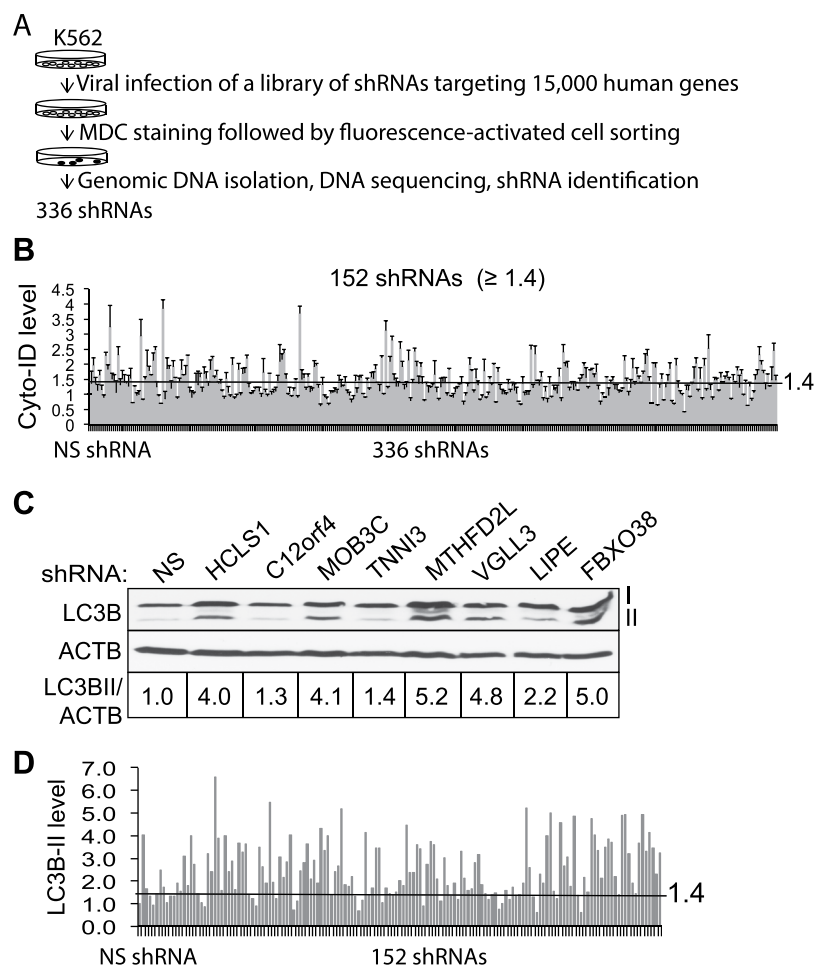 A
K562
Viral infection of a library of shRNAs targeting 15,000 human genes
MDC staining followed by fluorescence-activated cell sorting
Genomic DNA isolation, DNA sequencing, shRNA identification
336 shRNAs
B
152 shRNAs (≥ 1.4)
Cyto-ID level
4.5
4
3.5
3
2.5
2
1.5
1
0.5
0
1.4
NS shRNA 336 shRNAs
C
shRNA: NS HCLS1 C12orf4 MOB3C TNNI3 MTHFD2L VGLL3 LIPE FBXO38
LC3B I
II
ACTB
LC3BII/
ACTB
1.0 4.0 1.3 4.1 1.4 5.2 4.8 2.2 5.0
D
LC3B-II level
7.0
6.0
5.0
4.0
3.0
2.0
1.0
0.0
1.4
NS shRNA 152 shRNAs